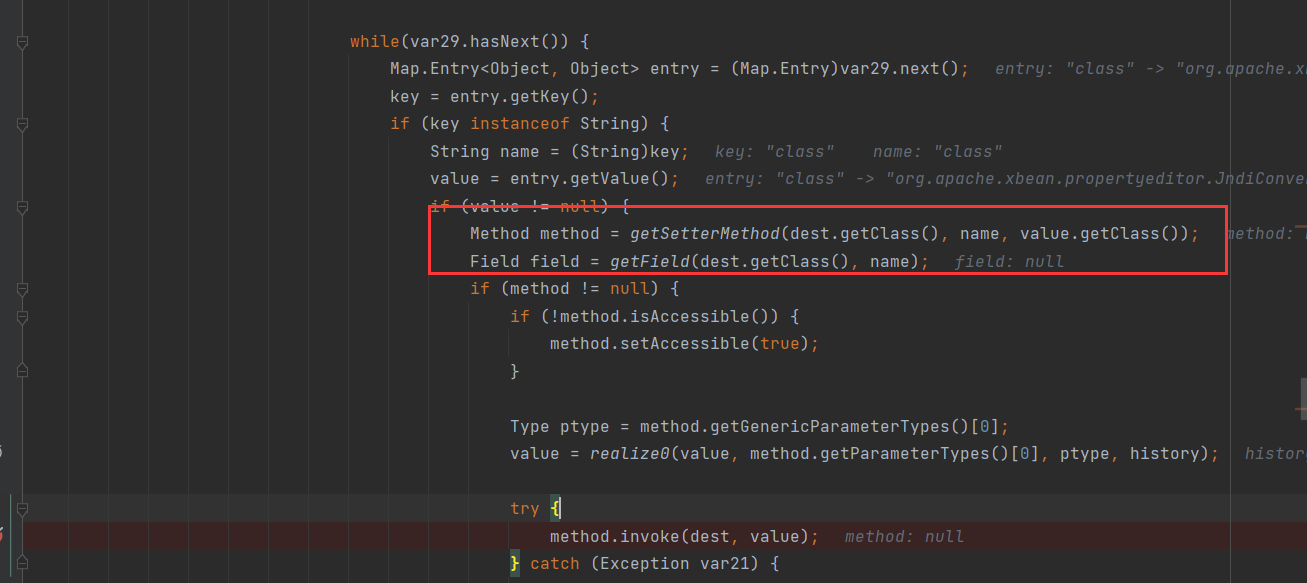 while(var29.hasNext()) {
Map.Entry<Object, Object> entry = (Map.Entry)var29.next(); entry: "class" -> "org.apache.xb
key = entry.getKey();
if (key instanceof String) {
String name = (String)key; key: "class" name: "class"
value = entry.getValue(); entry: "class" -> "org.apache.xbean.propertyeditor.JndiConve
if (value != null) {
Method method = getSetterMethod(dest.getClass(), name, value.getClass()); method:
Field field = getField(dest.getClass(), name); field: null
if (method != null) {
if (!method.isAccessible()) {
method.setAccessible(true);
}
Type ptype = method.getGenericParameterTypes()[0];
value = realize0(value, method.getParameterTypes()[0], ptype, history); histor
try {
method.invoke(dest, value); method: null
} catch (Exception var21) {